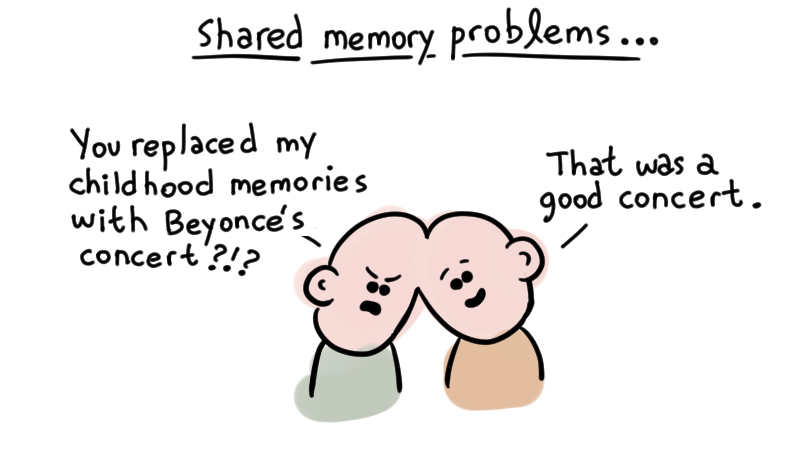 Shared memory problems...
You replaced my
childhood memories
with Beyonce's
concert?!?
That was a
good concert.